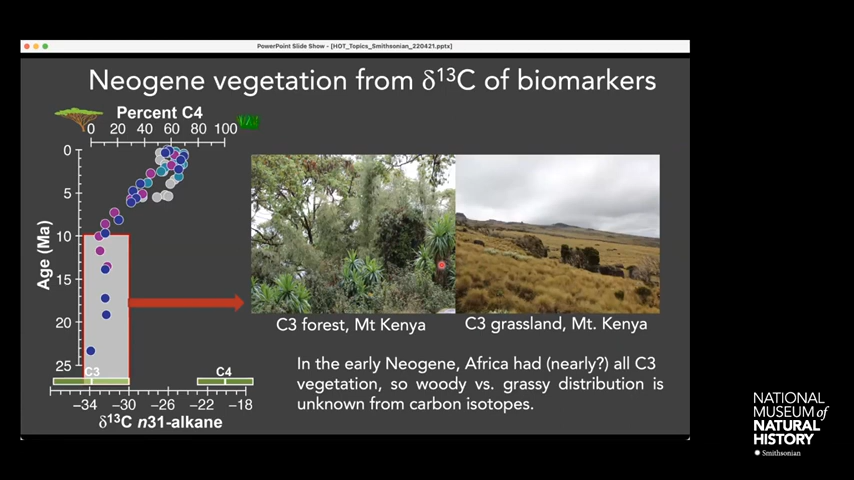 PowerPoint Slide Show - [HOT_Topics_Smithsonian_220421.pptx]
Neogene vegetation from δ13C of biomarkers
Percent C4
0 20 40 60 80 100
Age (Ma)
0
5
10
15
20
25
C3
C4
−34 −30 −26 −22 −18
δ13C n31-alkane
C3 forest, Mt Kenya
C3 grassland, Mt. Kenya
In the early Neogene, Africa had (nearly?) all C3
vegetation, so woody vs. grassy distribution is
unknown from carbon isotopes.
NATIONAL
MUSEUM of
NATURAL
HISTORY
Smithsonian